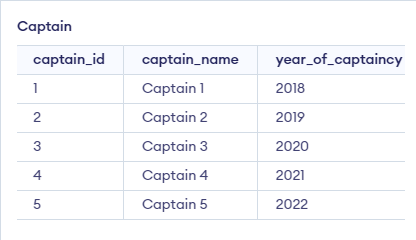 Captain
captain_id captain_name year_of_captaincy
1 Captain 1 2018
2 Captain 2 2019
3 Captain 3 2020
4 Captain 4 2021
5 Captain 5 2022